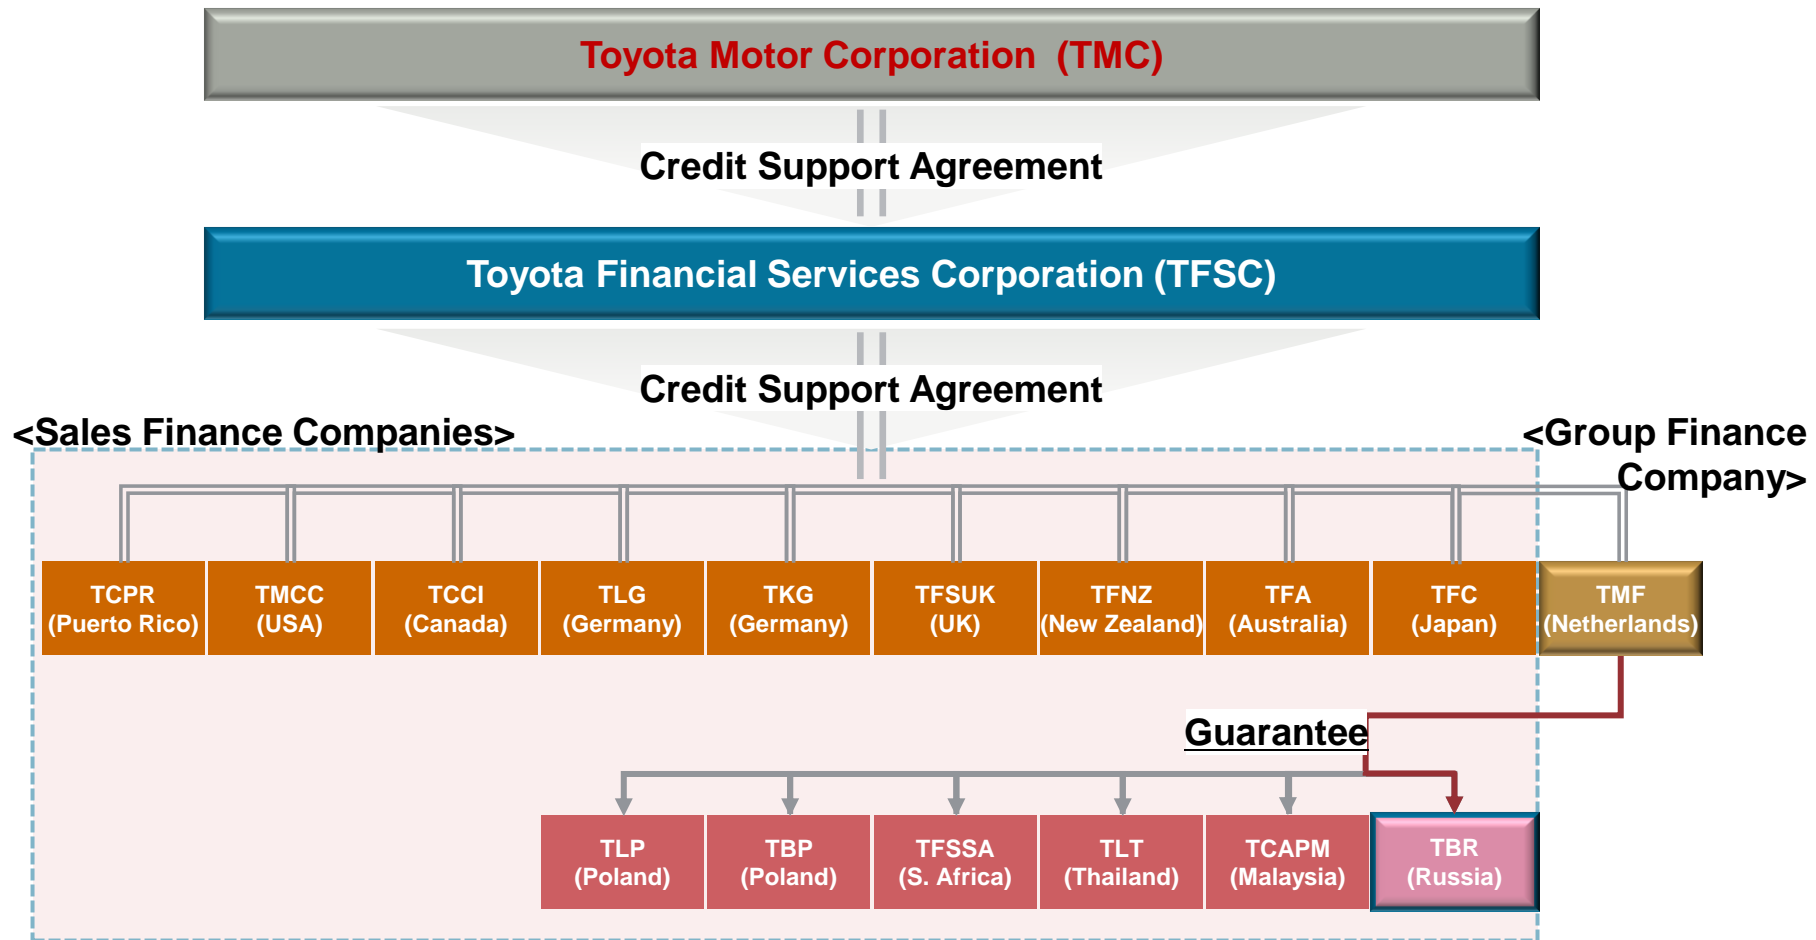 Toyota Motor Corporation (TMC)
Credit Support Agreement
Toyota Financial Services Corporation (TFSC)
Credit Support Agreement
<Sales Finance Companies>
<Group Finance
Company>
TCPR
(Puerto Rico)
TMCC
(USA)
TCCI
(Canada)
TLG
(Germany)
TKG
(Germany)
TFSUK
(UK)
TFNZ
(New Zealand)
TFA
(Australia)
TFC
(Japan)
TMF
(Netherlands)
Guarantee
TLP
(Poland)
TBP
(Poland)
TFSSA
(S. Africa)
TLT
(Thailand)
TCAPM
(Malaysia)
TBR
(Russia)